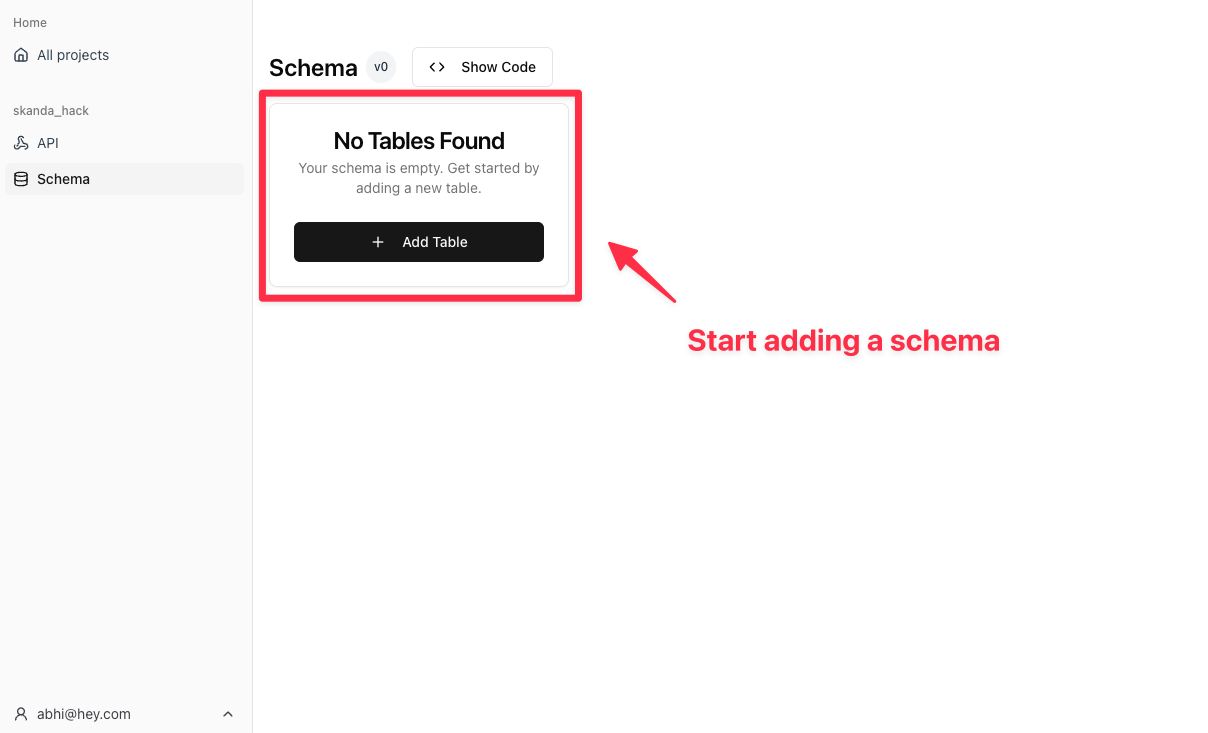 Home
All projects
skanda_hack
API
Schema
abhi@hey.com
Schema v0 Show Code
No Tables Found
Your schema is empty. Get started by
adding a new table.
Add Table
Start adding a schema